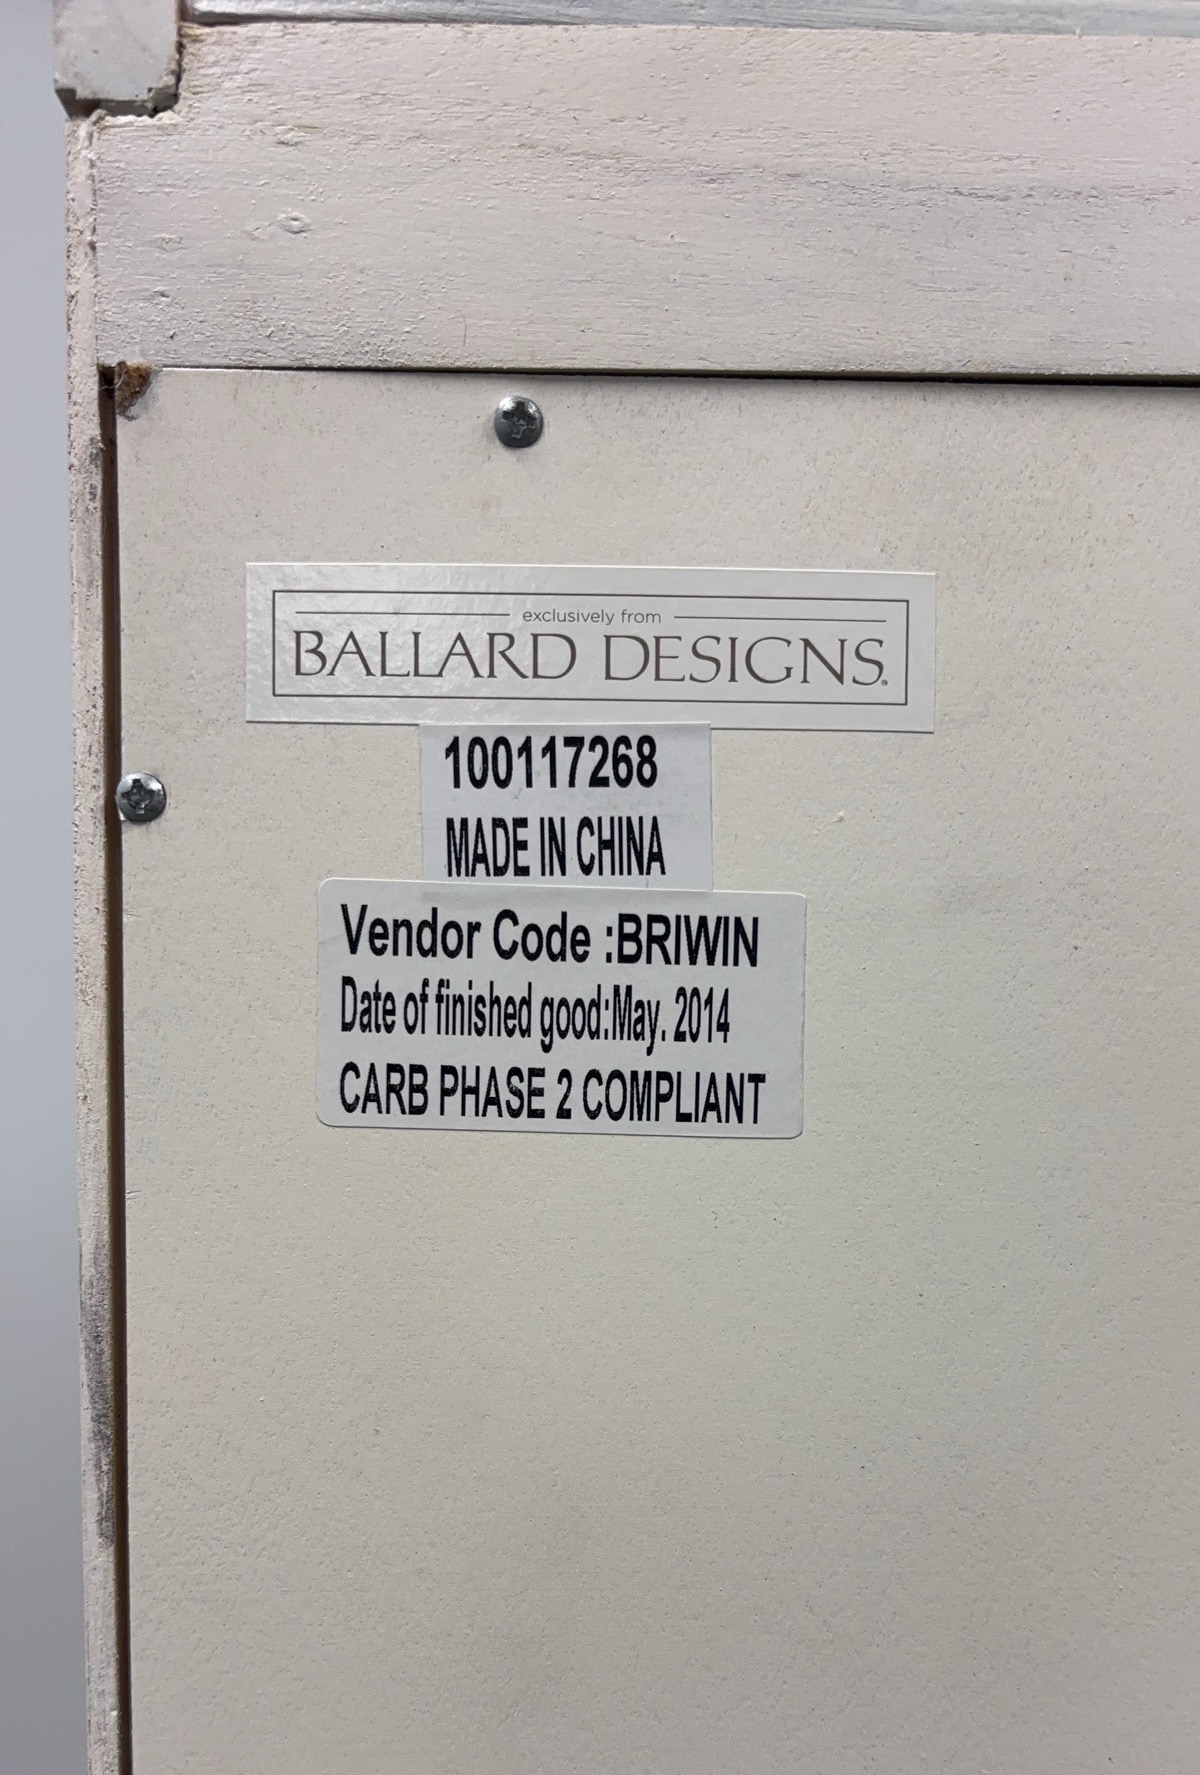 exclusively from
BALLARD DESIGNS®
100117268
MADE IN CHINA
Vendor Code :BRIWIN
Date of finished good:May. 2014
CARB PHASE 2 COMPLIANT